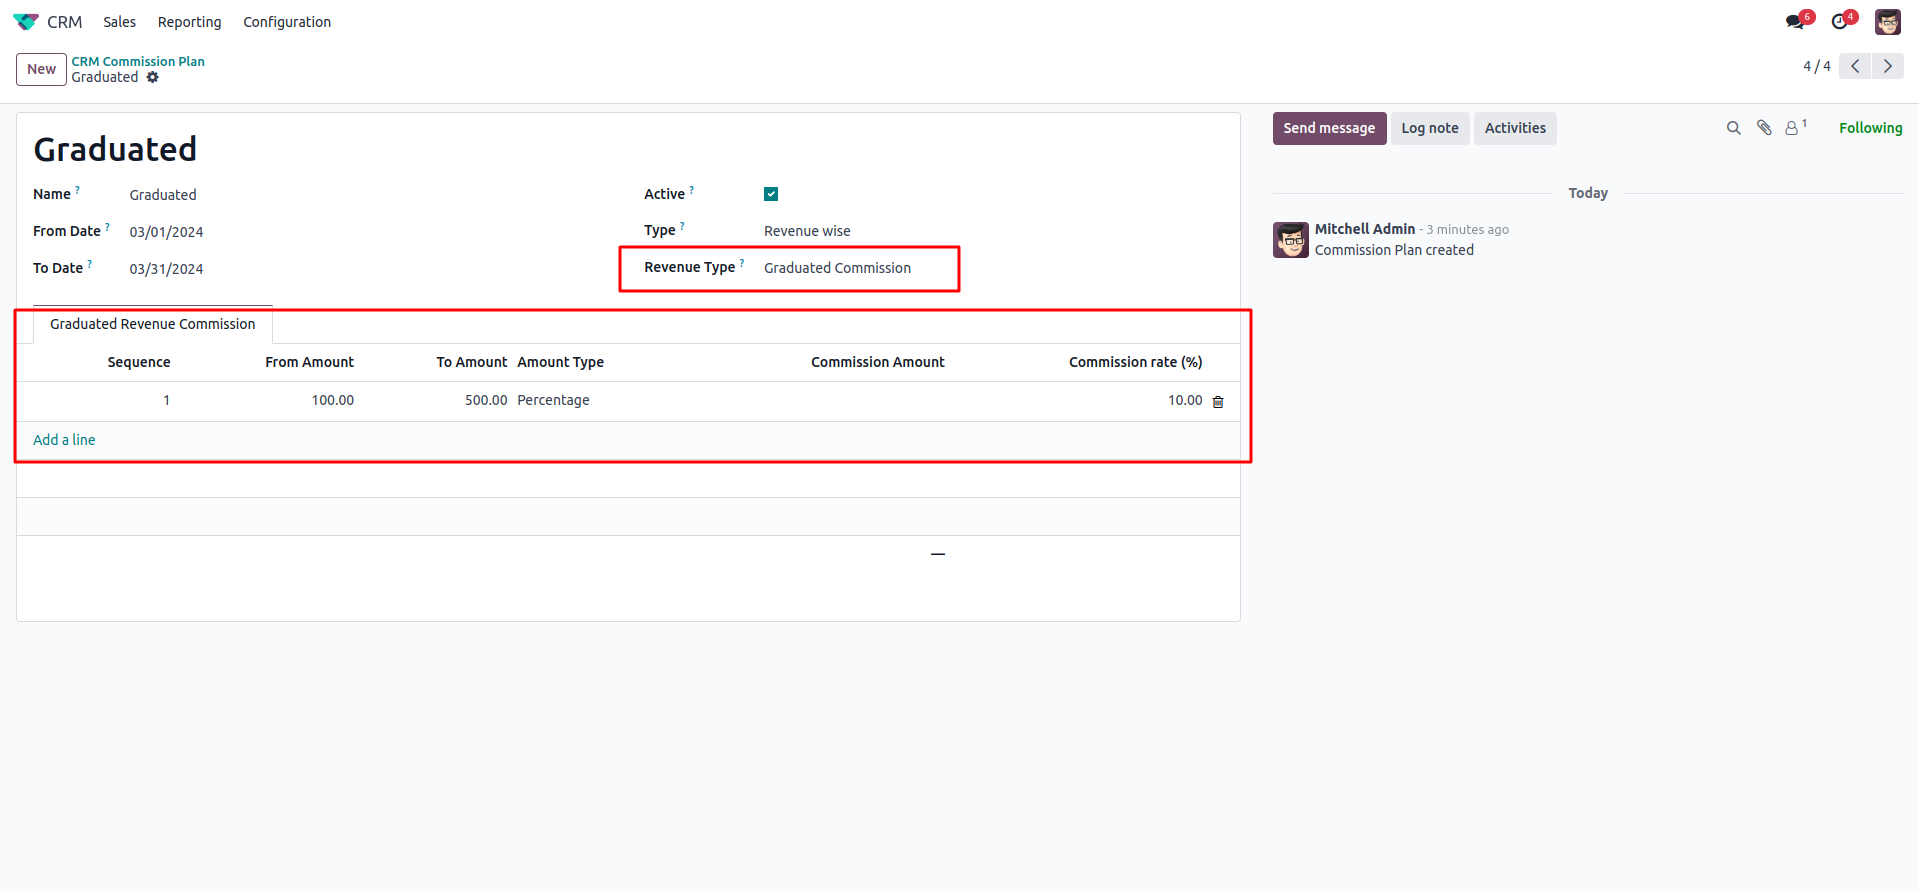 CRM Sales Reporting Configuration 6 4
New CRM Commission Plan
Graduated
4 / 4
Graduated
Name ? Graduated
From Date ? 03/01/2024
To Date ? 03/31/2024
Active ?
Type ? Revenue wise
Revenue Type ? Graduated Commission
Graduated Revenue Commission
Sequence From Amount To Amount Amount Type Commission Amount Commission rate (%)
1 100.00 500.00 Percentage 10.00
Add a line
—
Send message Log note Activities 1 Following
Today
Mitchell Admin - 3 minutes ago
Commission Plan created